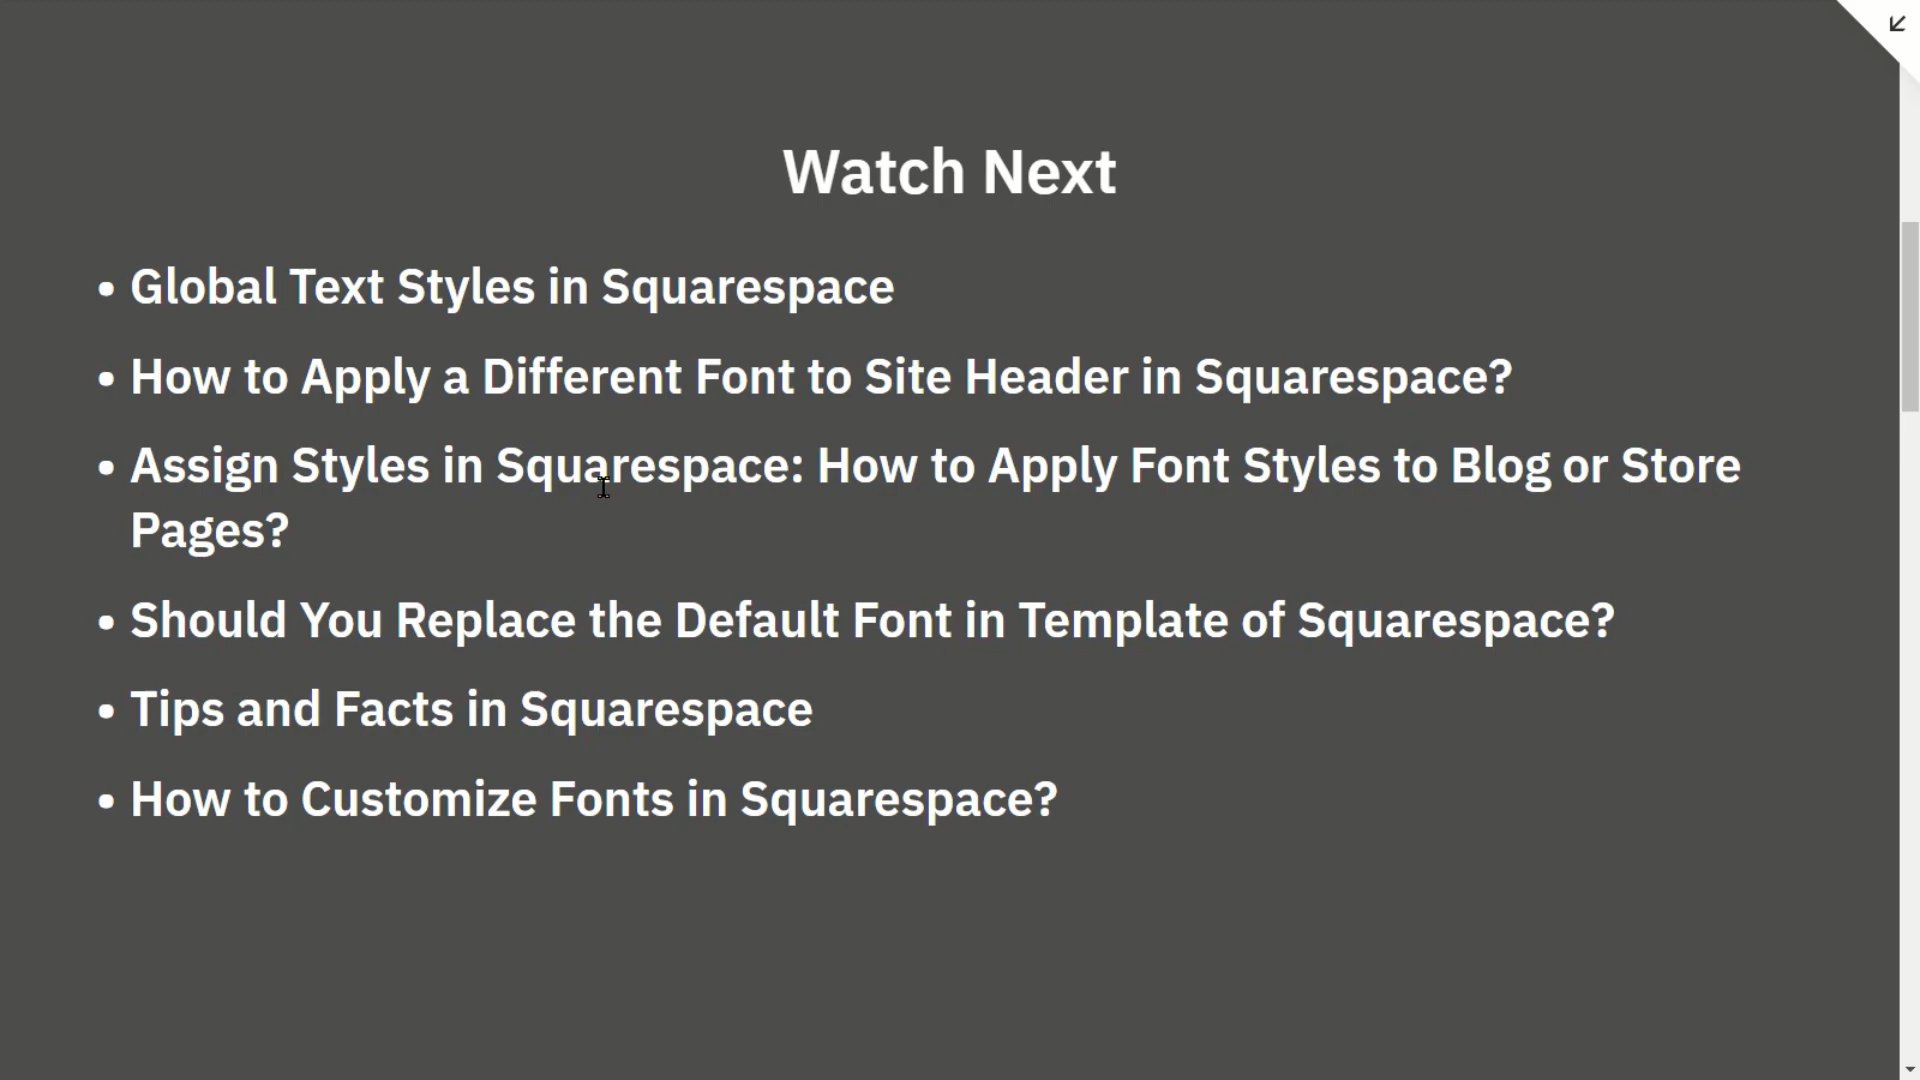 Watch Next
• Global Text Styles in Squarespace
• How to Apply a Different Font to Site Header in Squarespace?
• Assign Styles in Squarespace: How to Apply Font Styles to Blog or Store
Pages?
• Should You Replace the Default Font in Template of Squarespace?
• Tips and Facts in Squarespace
• How to Customize Fonts in Squarespace?